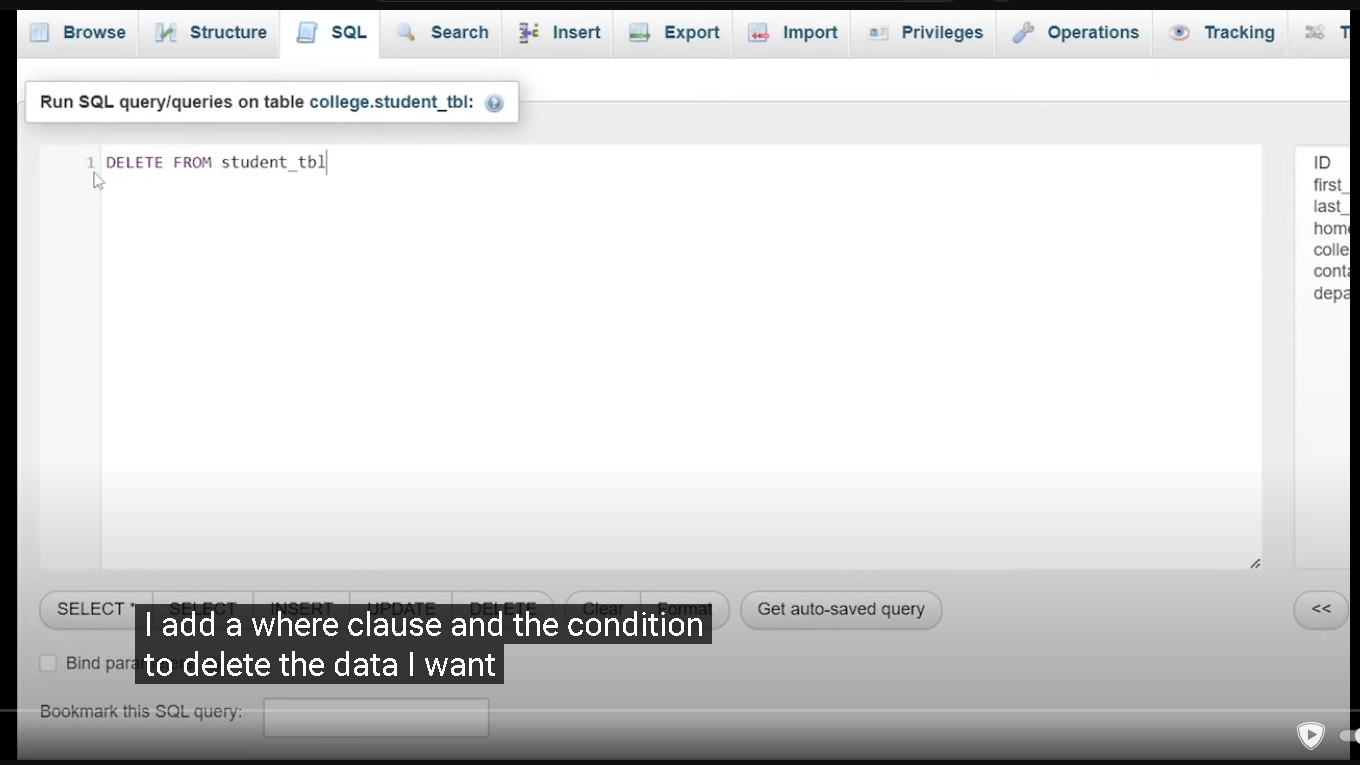 Browse Structure SQL Search Insert Export Import Privileges Operations Tracking T
Run SQL query/queries on table college.student_tbl:
1 DELETE FROM student_tbl
ID
first_
last_
home
colle
conta
depa
SELECT * SELECT INSERT UPDATE DELETE Clear Format Get auto-saved query <<
I add a where clause and the condition
to delete the data I want
Bind para
Bookmark this SQL query: